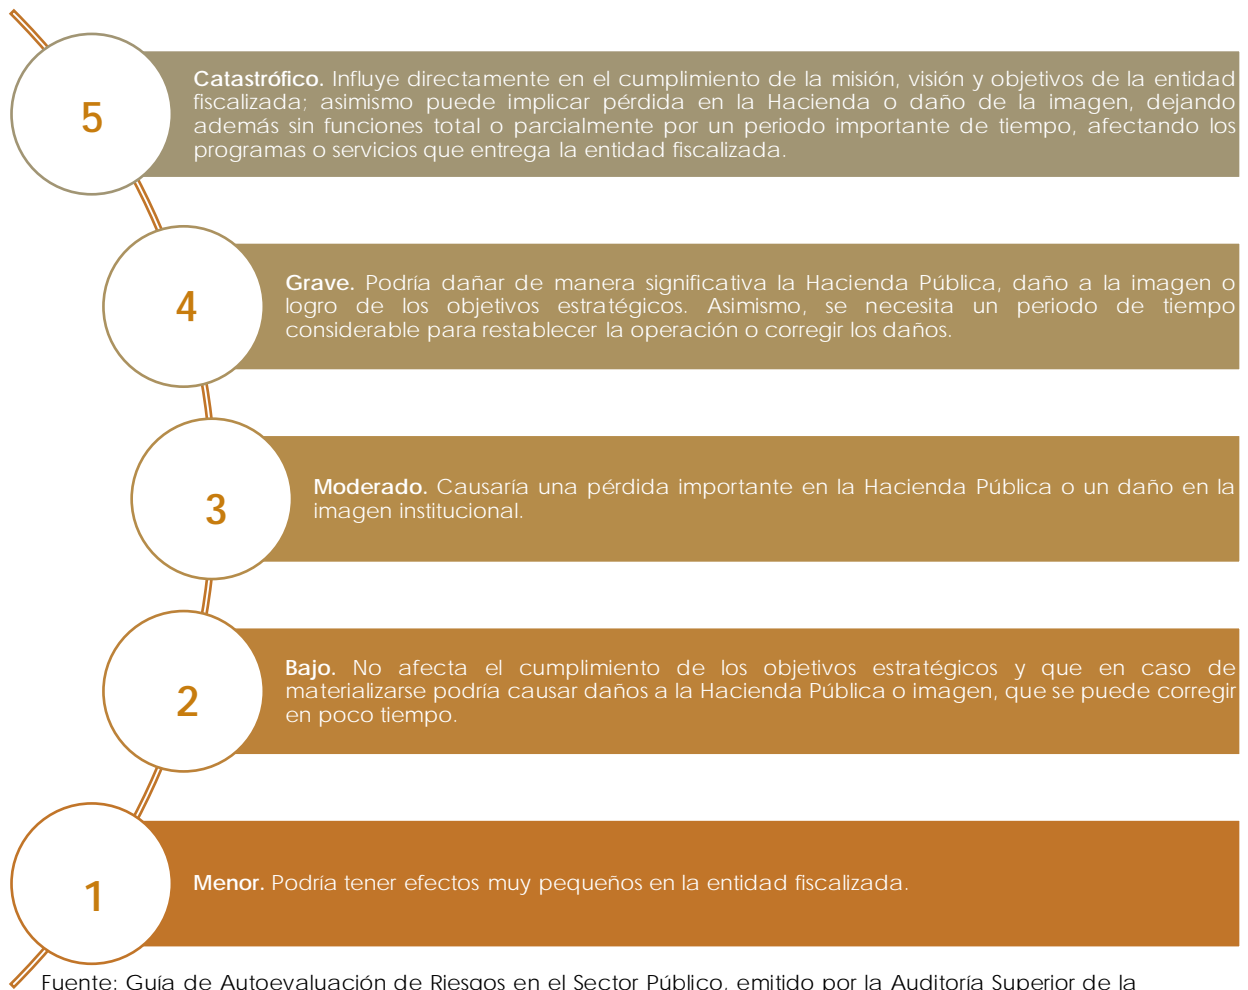 5
Catastrófico. Influye directamente en el cumplimiento de la misión, visión y objetivos de la entidad
fiscalizada; asimismo puede implicar pérdida en la Hacienda o daño de la imagen, dejando
además sin funciones total o parcialmente por un periodo importante de tiempo, afectando los
programas o servicios que entrega la entidad fiscalizada.
4
Grave. Podría dañar de manera significativa la Hacienda Pública, daño a la imagen o
logro de los objetivos estratégicos. Asimismo, se necesita un periodo de tiempo
considerable para restablecer la operación o corregir los daños.
3
Moderado. Causaría una pérdida importante en la Hacienda Pública o un daño en la
imagen institucional.
2
Bajo. No afecta el cumplimiento de los objetivos estratégicos y que en caso de
materializarse podría causar daños a la Hacienda Pública o imagen, que se puede corregir
en poco tiempo.
1
Menor. Podría tener efectos muy pequeños en la entidad fiscalizada.
Fuente: Guía de Autoevaluación de Riesgos en el Sector Público, emitido por la Auditoría Superior de la